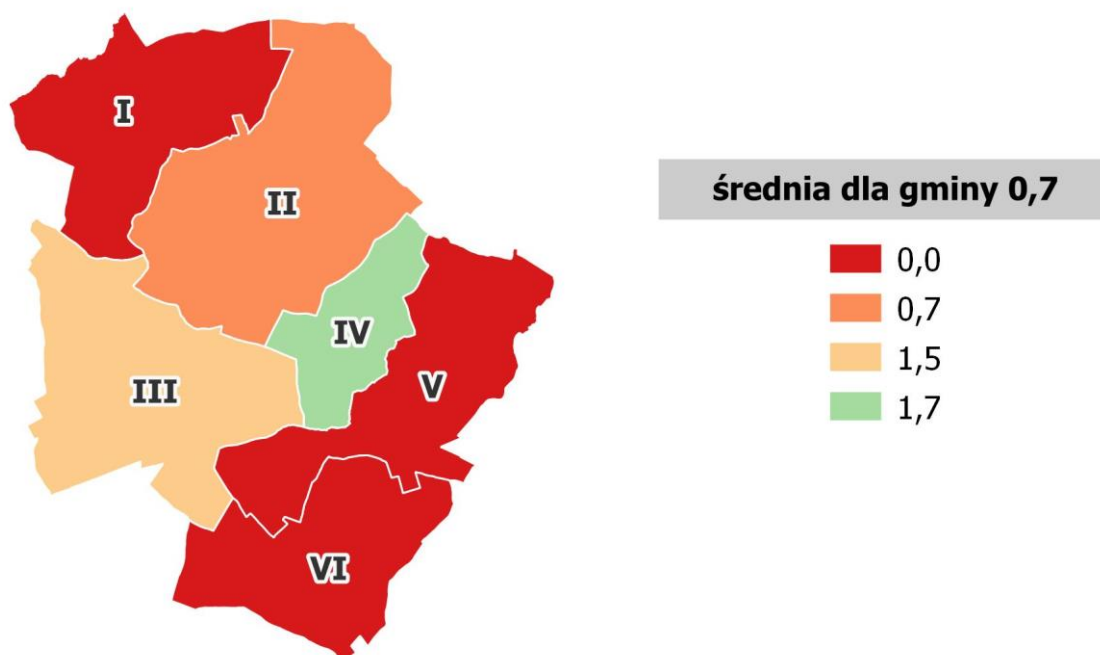 I
II
III
IV
V
VI
średnia dla gminy 0,7
0,0
0,7
1,5
1,7